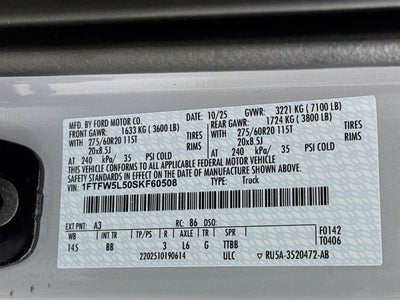 MFD. BY FORD MOTOR CO. 10/25 GVWR: 3221 KG (7100 LB)
FRONT GAWR: 1633 KG (3600 LB) REAR GAWR: 1724 KG (3800 LB)
WITH WITH
275/60R20 115T TIRES 275/60R20 115T TIRES
20x8.5J RIMS 20x8.5J RIMS
AT 240 kPa/ 35 PSI COLD AT 240 kPa/ 35 PSI COLD
THIS VEHICLE CONFORMS TO ALL APPLICABLE FEDERAL MOTOR VEHICLE
SAFETY STANDARDS IN EFFECT ON THE DATE OF MANUFACTURE SHOWN ABOVE.
VIN: 1FTFW5L50SKF60508 TYPE: Truck
EXT PNT: A3 RC: 86 DSO: F0142
WB INT TR TP/PS R AXLE TR SPR T0406
145 BB 3 L6 G TTBB
2202510190614 ULC RU5A-3520472-AB